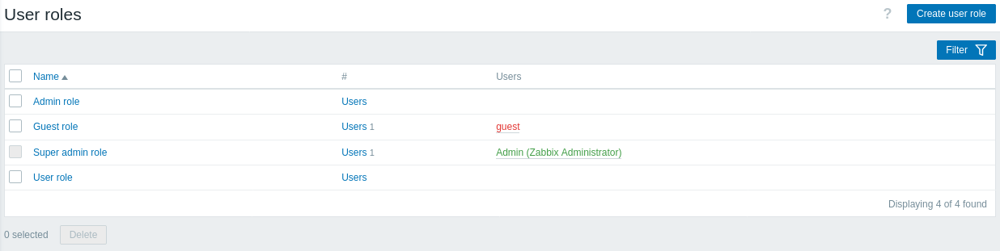 User roles
? Create user role
Filter
Name # Users
Admin role Users
Guest role Users 1 guest
Super admin role Users 1 Admin (Zabbix Administrator)
User role Users
Displaying 4 of 4 found
0 selected Delete